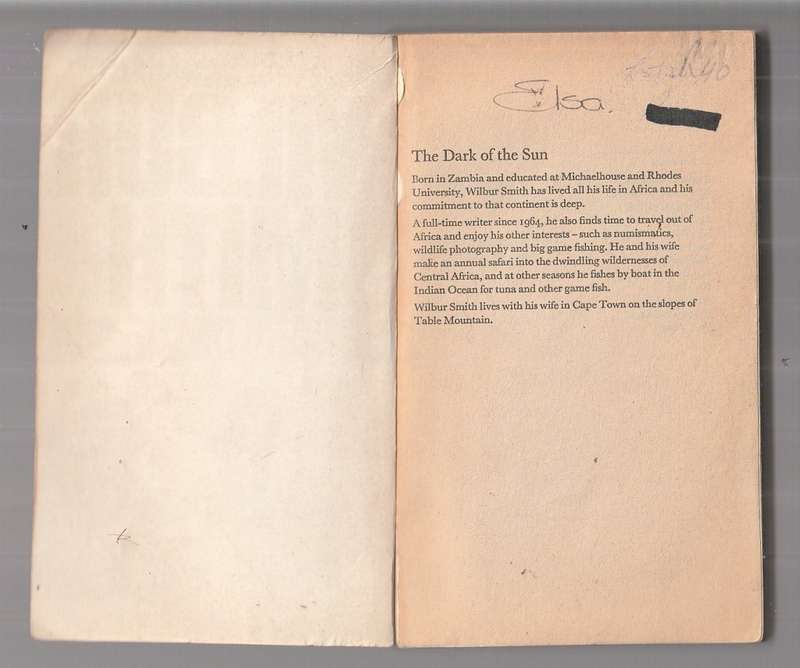 Elsa.
The Dark of the Sun
Born in Zambia and educated at Michaelhouse and Rhodes
University, Wilbur Smith has lived all his life in Africa and his
commitment to that continent is deep.
A full-time writer since 1964, he also finds time to travel out of
Africa and enjoy his other interests – such as numismatics,
wildlife photography and big game fishing. He and his wife
make an annual safari into the dwindling wildernesses of
Central Africa, and at other seasons he fishes by boat in the
Indian Ocean for tuna and other game fish.
Wilbur Smith lives with his wife in Cape Town on the slopes of
Table Mountain.